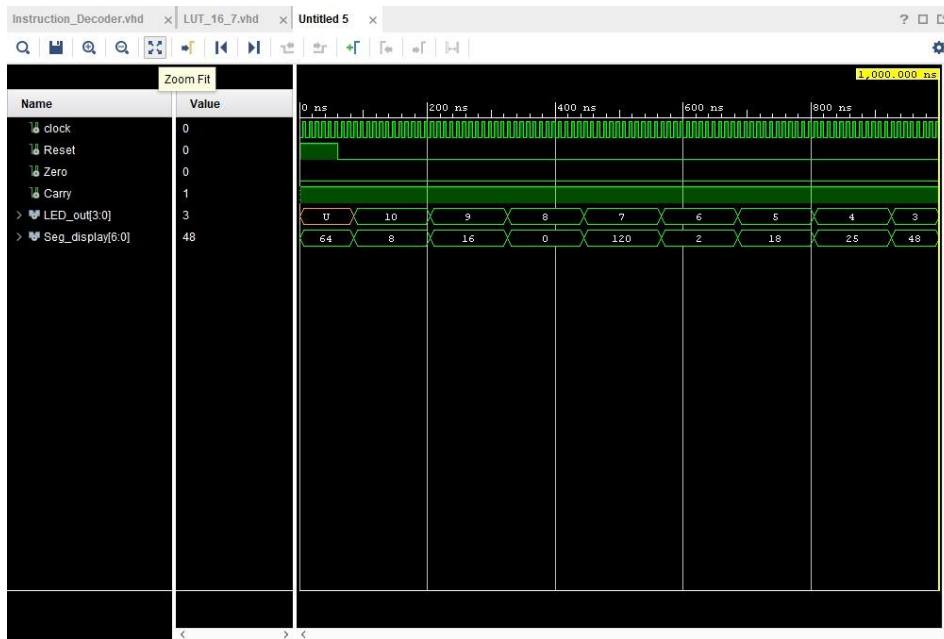 Instruction_Decoder.vhd × LUT_16_7.vhd × Untitled 5 × ?
Zoom Fit
1,000.000 ns
Name Value 0 ns 200 ns 400 ns 600 ns 800 ns
clock 0
Reset 0
Zero 0
Carry 1
LED_out[3:0] 3 U 10 9 8 7 6 5 4 3
Seg_display[6:0] 48 64 8 16 0 120 2 18 25 48